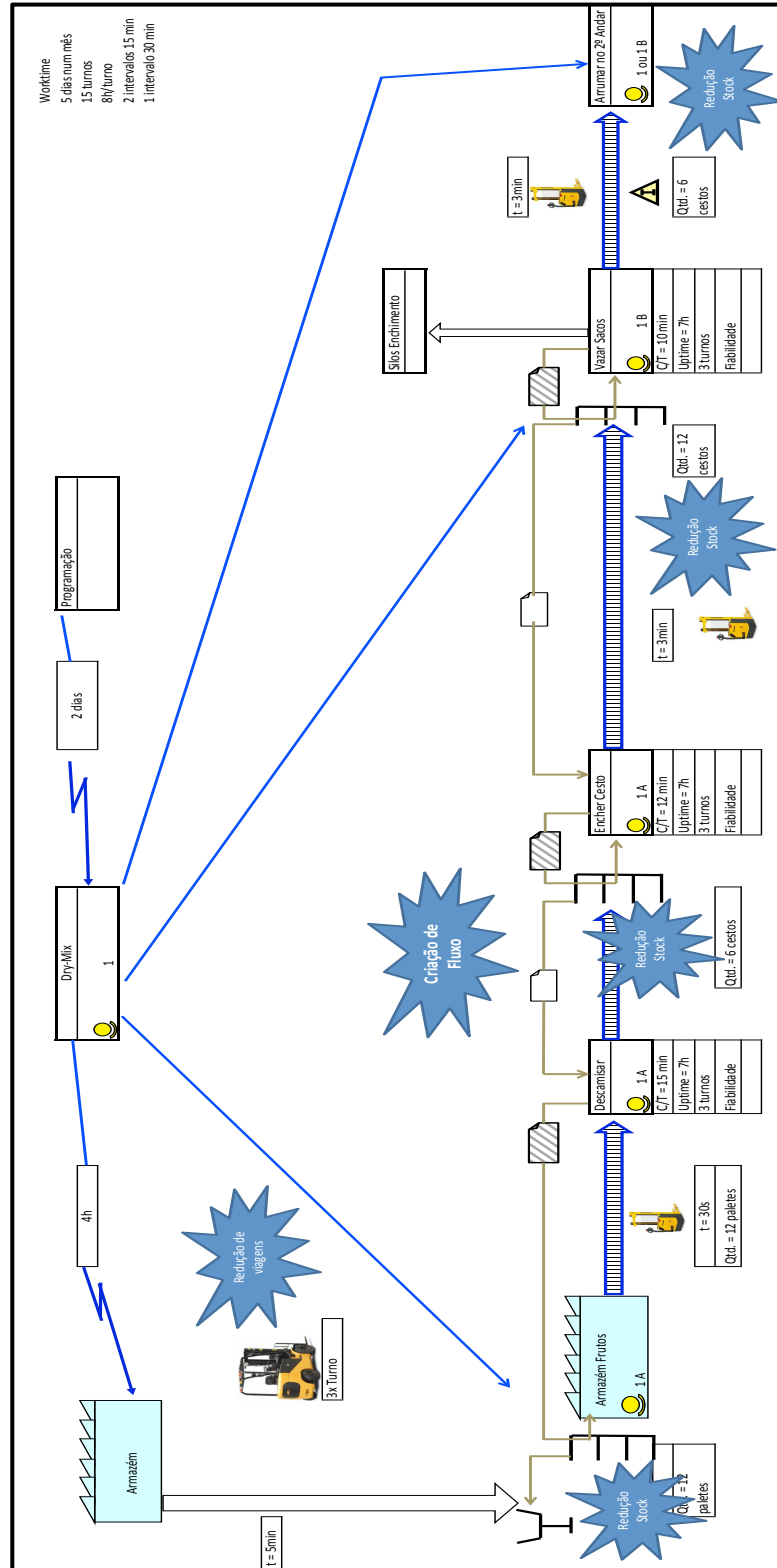 Worktime
5 dias num mês
15 turnos
8h/turno
2 intervalos 15 min
1 intervalo 30 min
Programação
2 dias
Dry-Mix
1
4h
Armazém
t = 5min
Redução de
viagens
3x Turno
Criação de
Fluxo
Silos Enchimento
Qtd. = 12
paletes
Redução
Stock
Armazém Frutos
1 A
t = 30s
Qtd. = 12 paletes
Descamisar
1 A
C/T = 15 min
Uptime = 7h
3 turnos
Fiabilidade
Redução
Stock
Qtd. = 6 cestos
Encher Cesto
1 A
C/T = 12 min
Uptime = 7h
3 turnos
Fiabilidade
t = 3min
Redução
Stock
Qtd. = 12
cestos
Vazar Sacos
1 B
C/T = 10 min
Uptime = 7h
3 turnos
Fiabilidade
t = 3min
I
Qtd. = 6
cestos
Arrumar no 2º Andar
1 ou 1 B
Redução
Stock